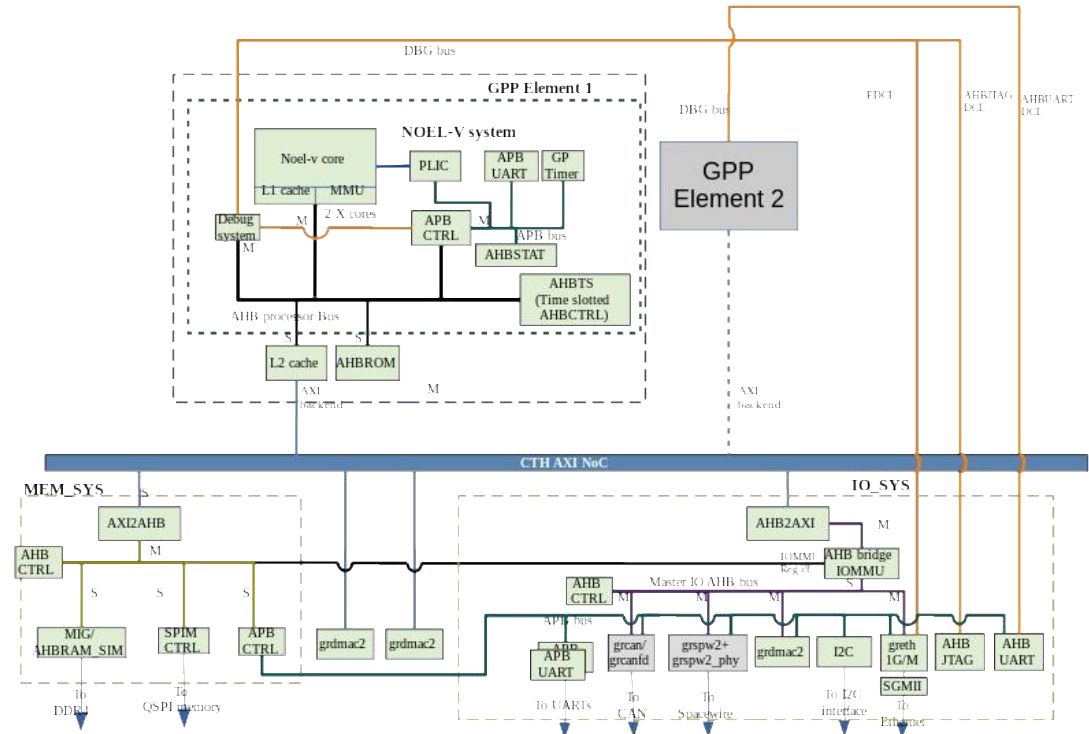 DBG bus
GPP Element 1
EDCL
AHBJTAG
DCL
AHBUART
DCL
DBG bus
NOEL-V system
Noel-v core
PLIC
APB
UART
GP
Timer
GPP
Element 2
L1 cache
MMU
2 X cores
Debug
system
M
M
APB
CTRL
M
APB bus
AHBSTAT
AHBTS
(Time slotted
AHBCTRL)
AHB processor Bus
S
S
L2 cache
AHBROM
M
AXI
backend
AXI
backend
CTH AXI NoC
MEM_SYS
S
IO_SYS
AXI2AHB
AHB2AXI
M
M
AHB
CTRL
IOMMU
AHB bridge
IOMMU
S
AHB
CTRL
Master IO AHB bus
S
S
S
M
M
M
M
APB bus
MIG/
AHBRAM_SIM
SPIM
CTRL
APB
CTRL
grdmac2
grdmac2
APB
UART
grcan/
grcanfd
grspw2+
grspw2_phy
grdmac2
I2C
greth
1G/M
AHB
JTAG
AHB
UART
SGMII
To
DDR4
To
QSPI memory
To UARTs
To
CAN
To
Spacewire
To I2C
interface
To
Ethernet